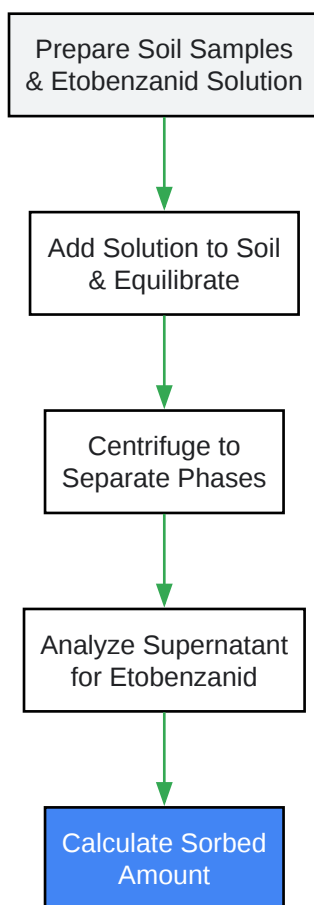 Prepare Soil Samples
& Etobenzanid Solution
Add Solution to Soil
& Equilibrate
Centrifuge to
Separate Phases
Analyze Supernatant
for Etobenzanid
Calculate Sorbed
Amount